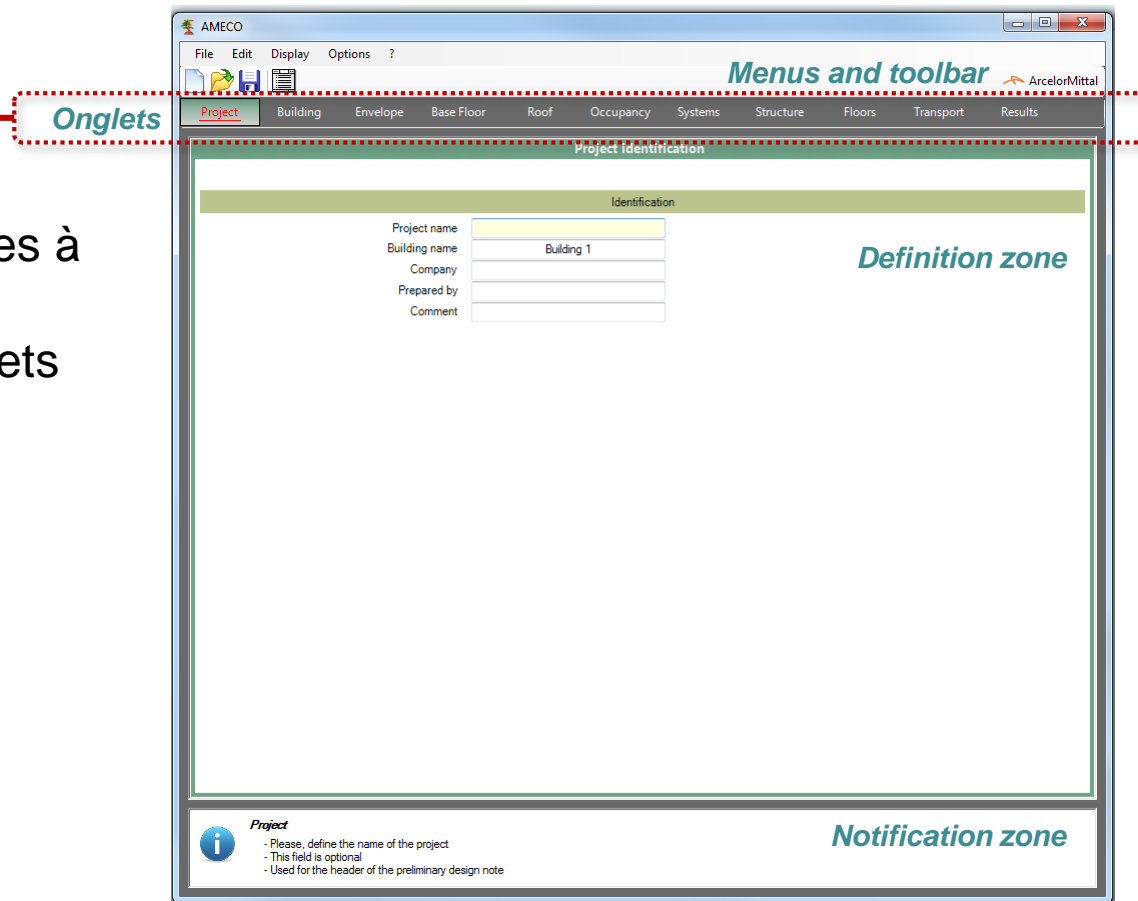 AMECO
File Edit Display Options ?
Menus and toolbar
ArcelorMittal
Onglets
Project Building Envelope Base Floor Roof Occupancy Systems Structure Floors Transport Results
Project identification
Identification
Project name
es à
Building name Building 1
Definition zone
Company
Prepared by
Comment
ets
Project
- Please, define the name of the project
- This field is optional
- Used for the header of the preliminary design note
Notification zone